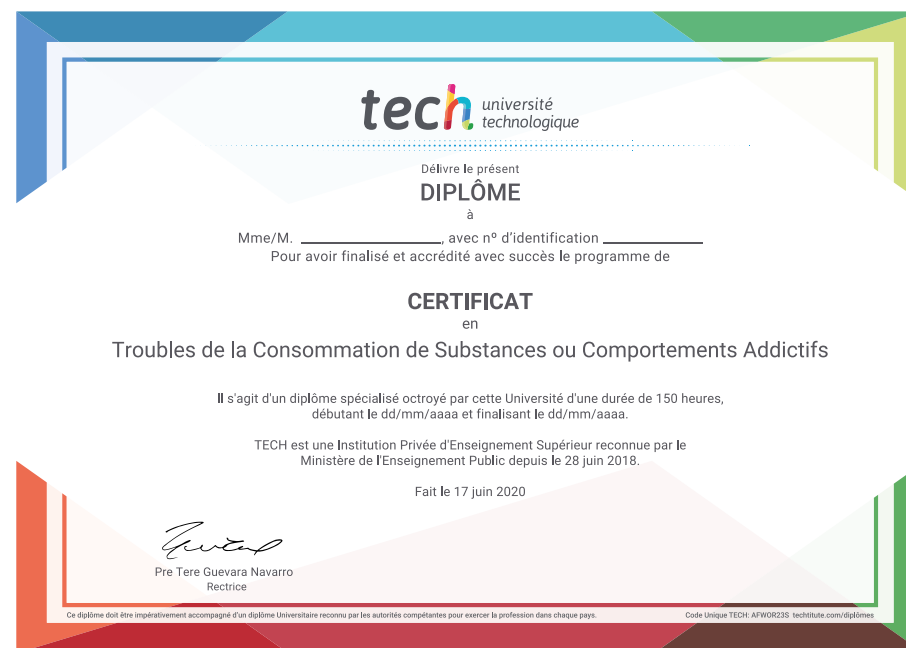 tech université
technologique
Délivre le présent
DIPLÔME
à
Mme/M. ____________________, avec nº d'identification ______________
Pour avoir finalisé et accrédité avec succès le programme de
CERTIFICAT
en
Troubles de la Consommation de Substances ou Comportements Addictifs
Il s'agit d'un diplôme spécialisé octroyé par cette Université d'une durée de 150 heures,
débutant le dd/mm/aaaa et finalisant le dd/mm/aaaa.
TECH est une Institution Privée d'Enseignement Supérieur reconnue par le
Ministère de l'Enseignement Public depuis le 28 juin 2018.
Fait le 17 juin 2020
Pre Tere Guevara Navarro
Rectrice
Ce diplôme doit être impérativement accompagné d'un diplôme Universitaire reconnu par les autorités compétantes pour exercer la profession dans chaque pays.
Code Unique TECH: AFWOR23S techtitute.com/diplômes